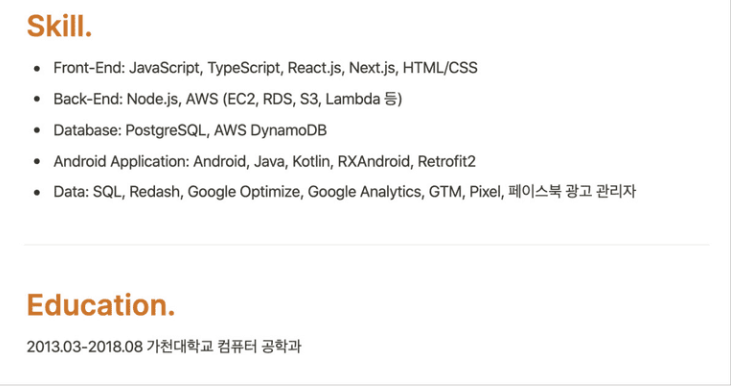 Skill.
• Front-End: JavaScript, TypeScript, React.js, Next.js, HTML/CSS
• Back-End: Node.js, AWS (EC2, RDS, S3, Lambda 등)
• Database: PostgreSQL, AWS DynamoDB
• Android Application: Android, Java, Kotlin, RXAndroid, Retrofit2
• Data: SQL, Redash, Google Optimize, Google Analytics, GTM, Pixel, 페이스북 광고 관리자
Education.
2013.03-2018.08 가천대학교 컴퓨터 공학과